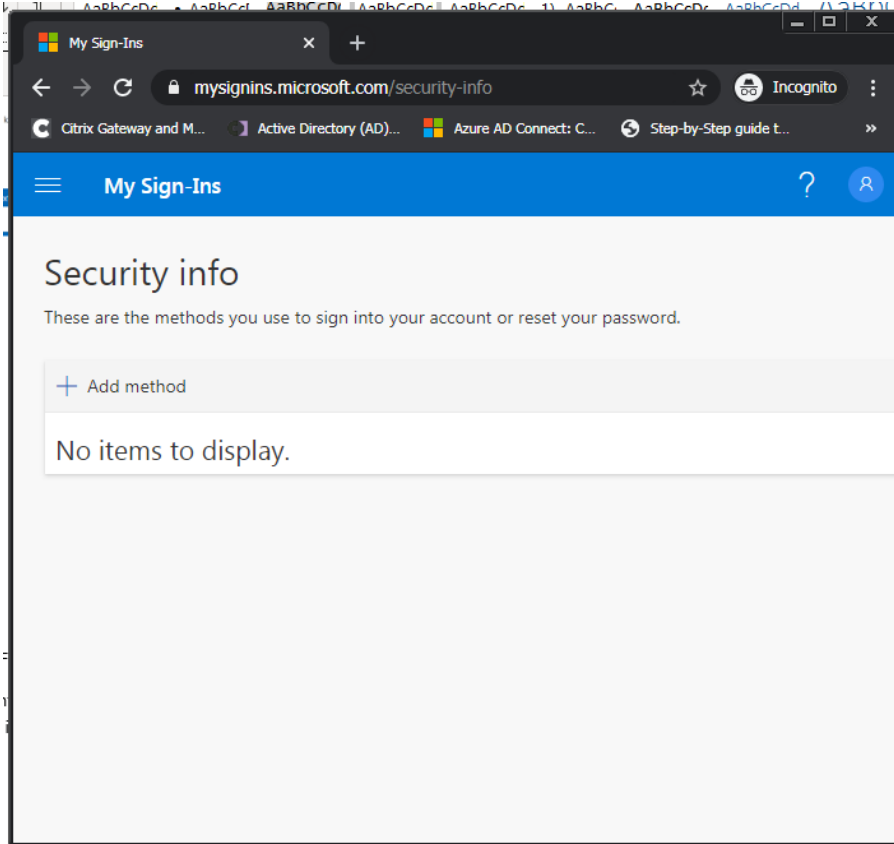 My Sign-Ins
mysignins.microsoft.com/security-info
Incognito
Citrix Gateway and M...
Active Directory (AD)...
Azure AD Connect: C...
Step-by-Step guide t...
»
My Sign-Ins
?
Security info
These are the methods you use to sign into your account or reset your password.
+ Add method
No items to display.